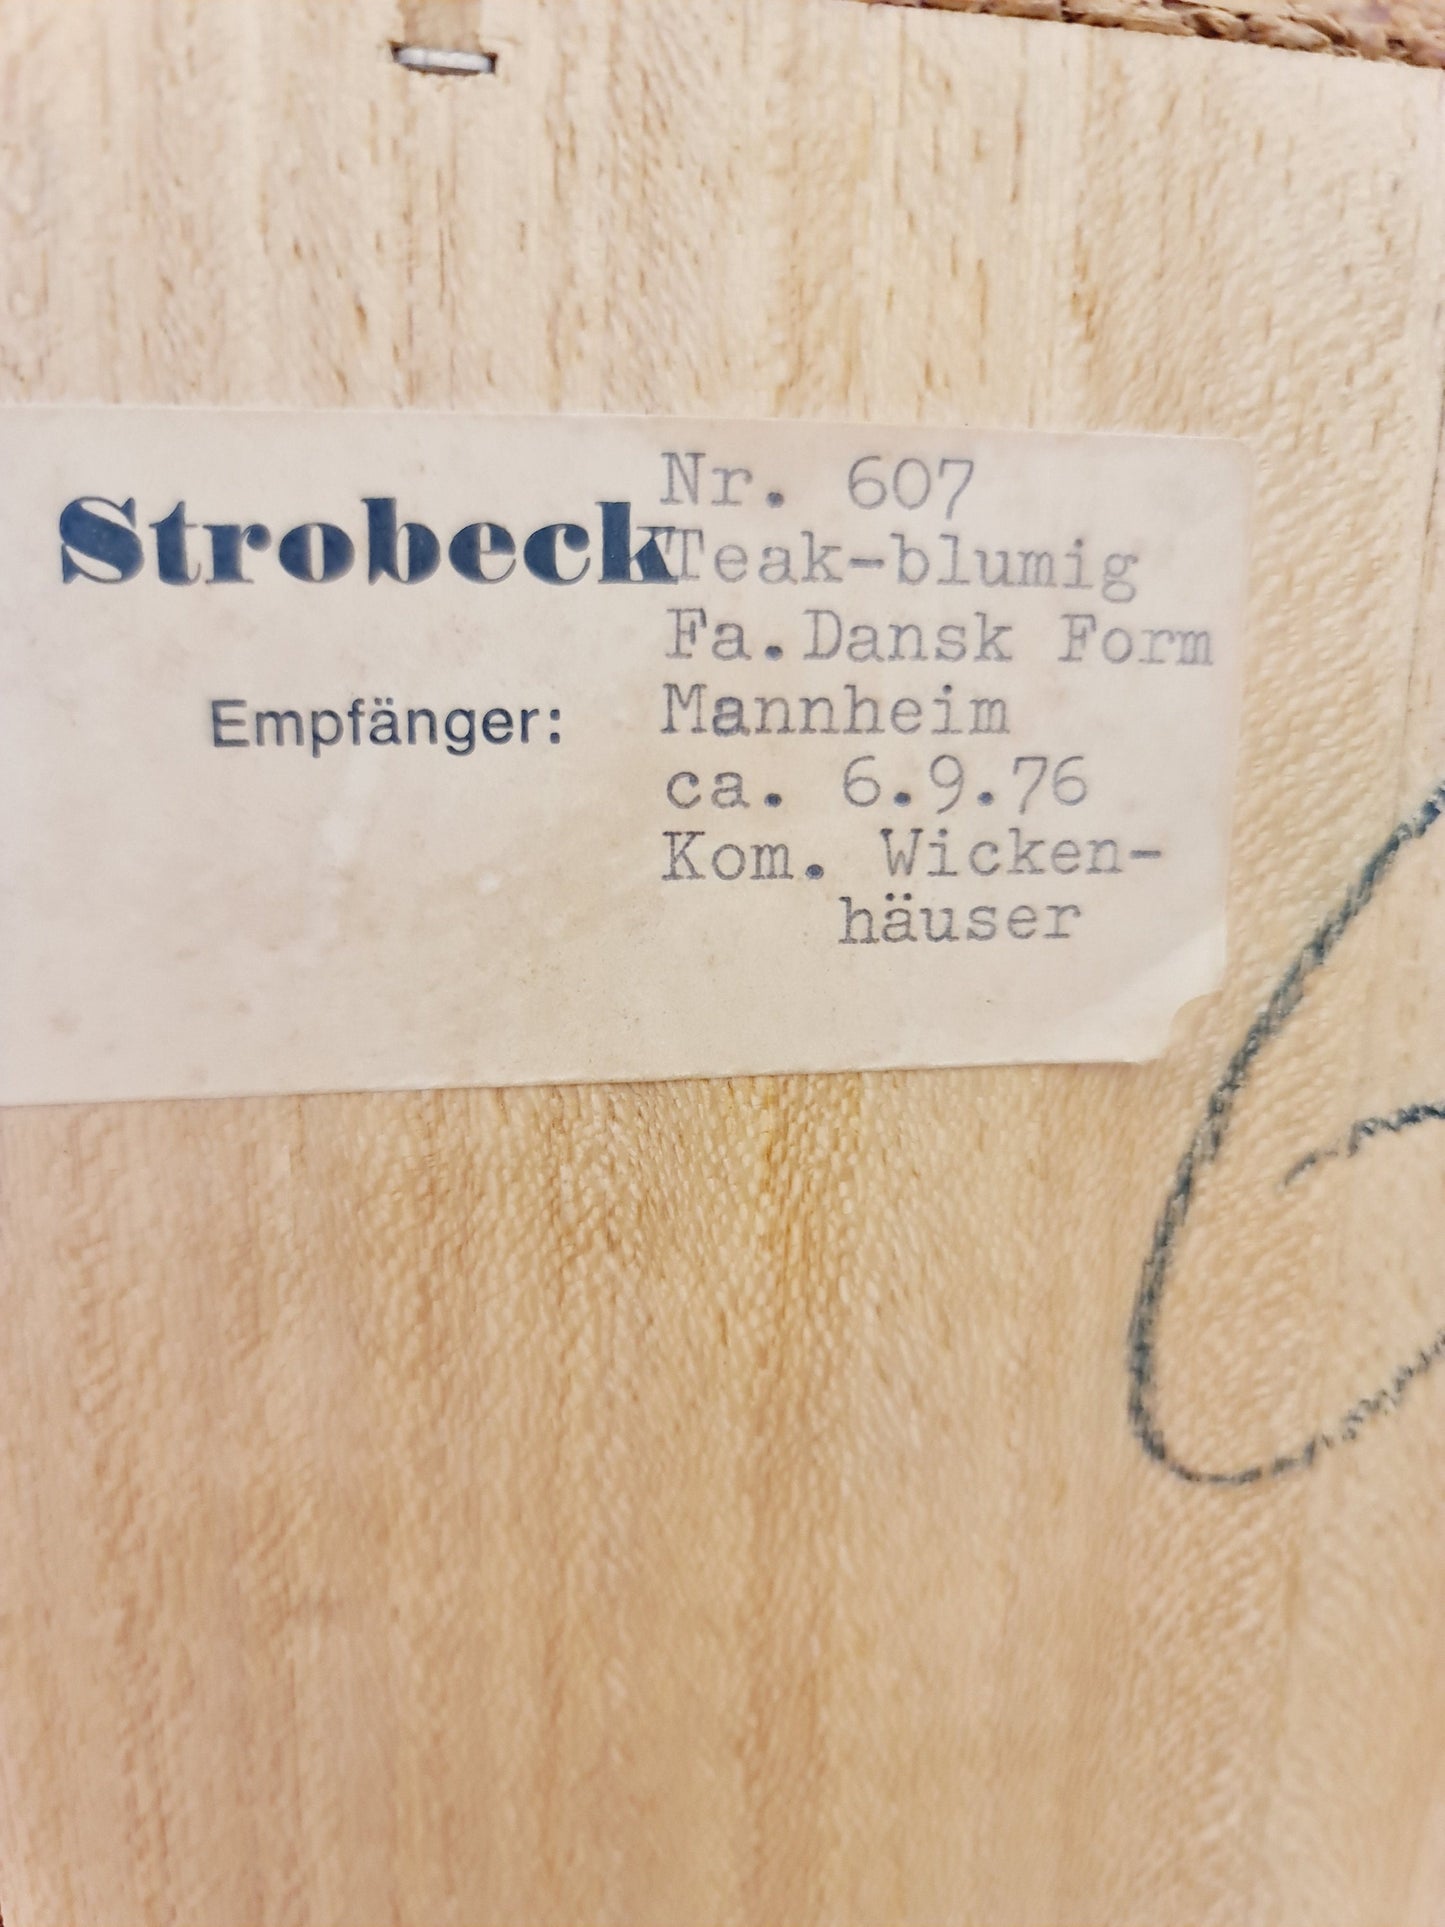 Strobeck
Empfänger:
Nr. 607
Teak-blumig
Fa. Dansk Form
Mannheim
ca. 6.9.76
Kom. Wicken-
häuser